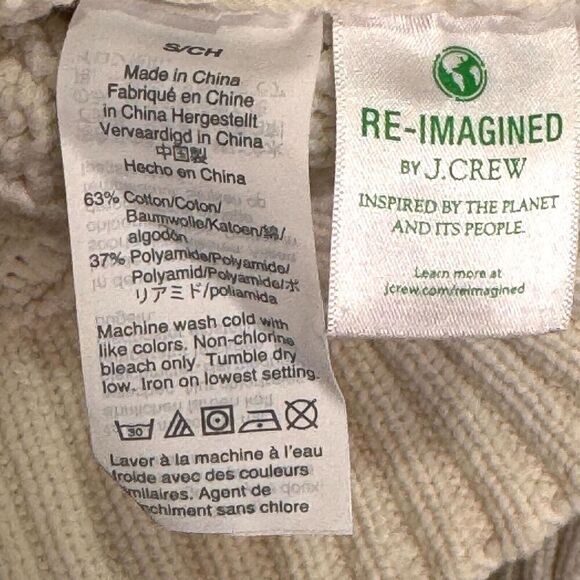 S/CH
Made in China
Fabriqué en Chine
in China Hergestellt
Vervaardigd in China
中国製
Hecho en China
63% Cotton/Coton/
Baumwolle/Katoen/綿/
algodón
37% Polyamide/Polyamide/
Polyamid/Polyamide/ポ
リアミド/poliamida
Machine wash cold with
like colors. Non-chlorine
bleach only. Tumble dry
low. Iron on lowest setting.
30
Laver à la machine à l'eau
froide avec des couleurs
similaires. Agent de
chiment sans chlore
RE-IMAGINED
BY J.CREW
INSPIRED BY THE PLANET
AND ITS PEOPLE.
Learn more at
jcrew.com/reimagined